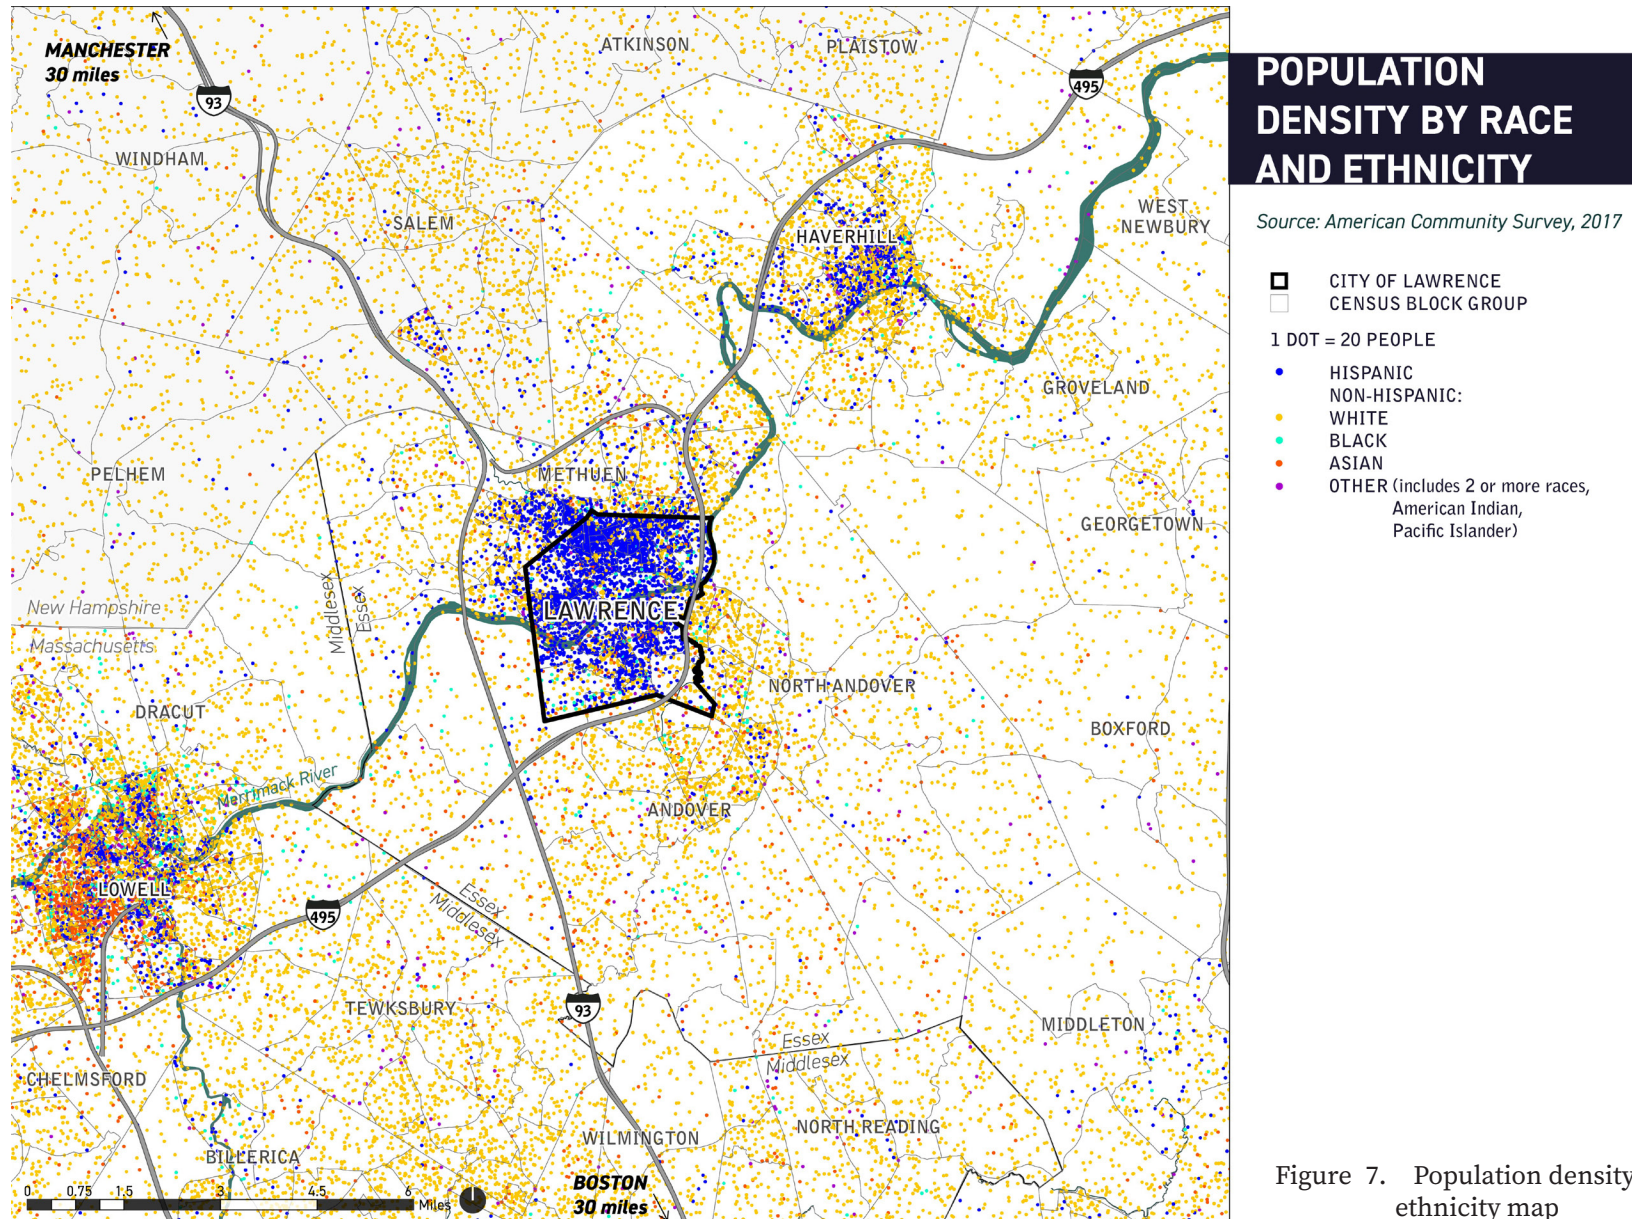 MANCHESTER
30 miles
93
ATKINSON
PLAISTOW
495
WINDHAM
SALEM
HAVERHILL
WEST
NEWBURY
GROVELAND
PELHEM
METHUEN
GEORGETOWN
Middlesex
Essex
New Hampshire
Massachusetts
LAWRENCE
NORTH ANDOVER
DRACUT
BOXFORD
Merrimack River
ANDOVER
LOWELL
495
Essex
Middlesex
TEWKSBURY
93
MIDDLETON
Essex
Middlesex
CHELMSFORD
WILMINGTON
NORTH READING
BILLERICA
BOSTON
30 miles
0 0.75 1.5 3 4.5 6
Miles
POPULATION
DENSITY BY RACE
AND ETHNICITY
Source: American Community Survey, 2017
CITY OF LAWRENCE
CENSUS BLOCK GROUP
1 DOT = 20 PEOPLE
HISPANIC
NON-HISPANIC:
WHITE
BLACK
ASIAN
OTHER (includes 2 or more races,
American Indian,
Pacific Islander)
Figure 7. Population density
ethnicity map